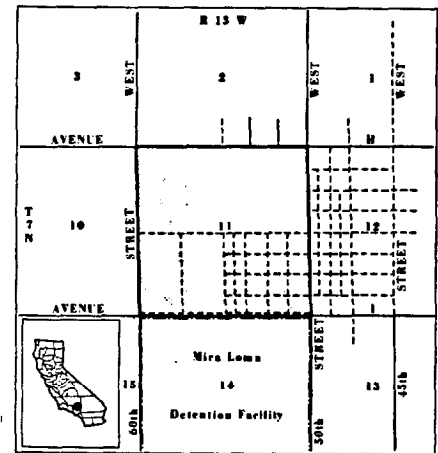 R 13 W
3
WEST
2
WEST
1
WEST
AVENUE
H
T
7
N
10
STREET
11
12
STREET
AVENUE
I
Mira Loma
STREET
15
14
13
60th
Detention Facility
50th
45th